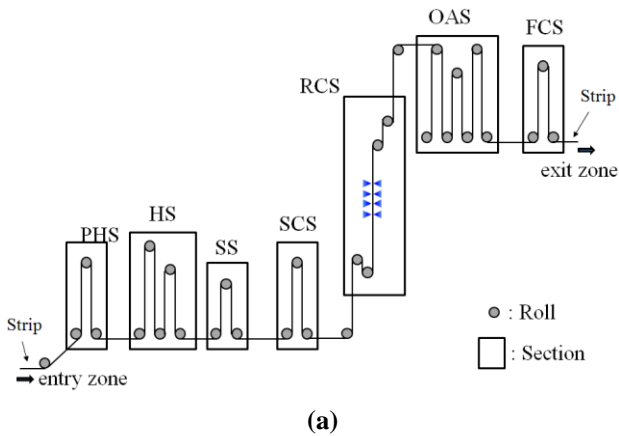 OAS
FCS
RCS
Strip
exit zone
HS
PHS
SS
SCS
Strip
entry zone
: Roll
: Section
(a)